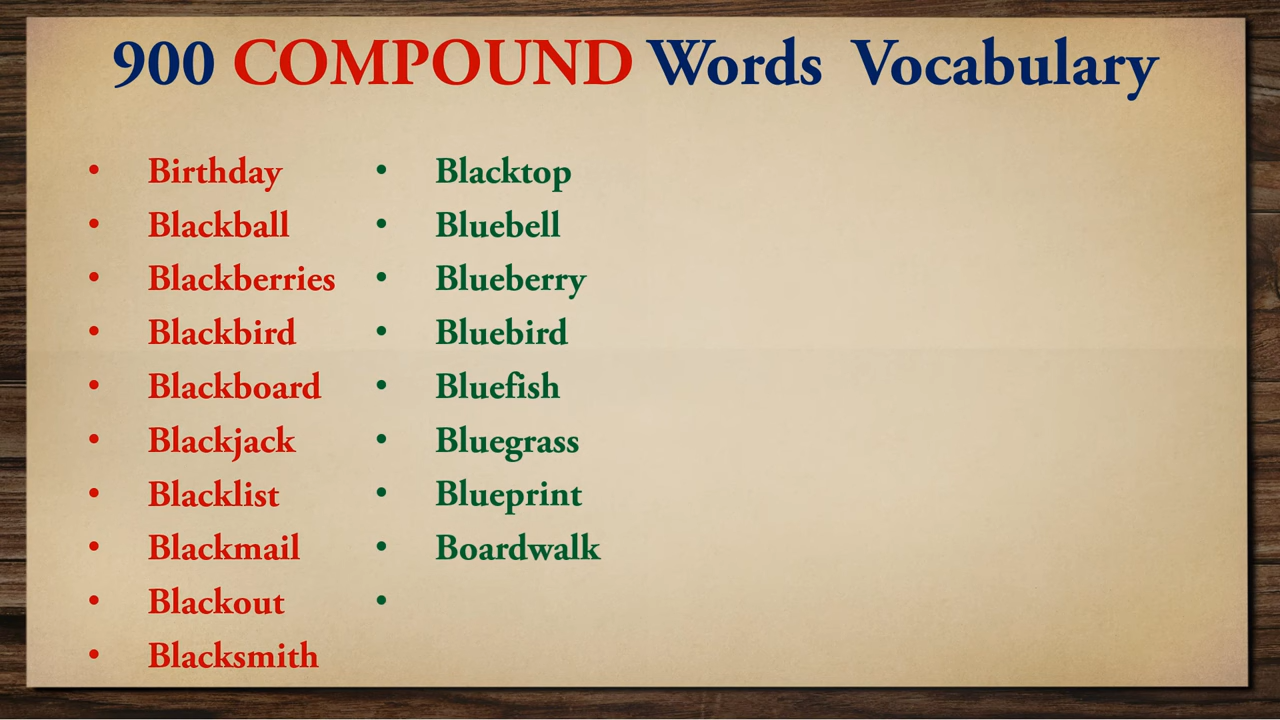 900 COMPOUND Words Vocabulary
• Birthday
• Blackball
• Blackberries
• Blackbird
• Blackboard
• Blackjack
• Blacklist
• Blackmail
• Blackout
• Blacksmith
• Blacktop
• Bluebell
• Blueberry
• Bluebird
• Bluefish
• Bluegrass
• Blueprint
• Boardwalk
•